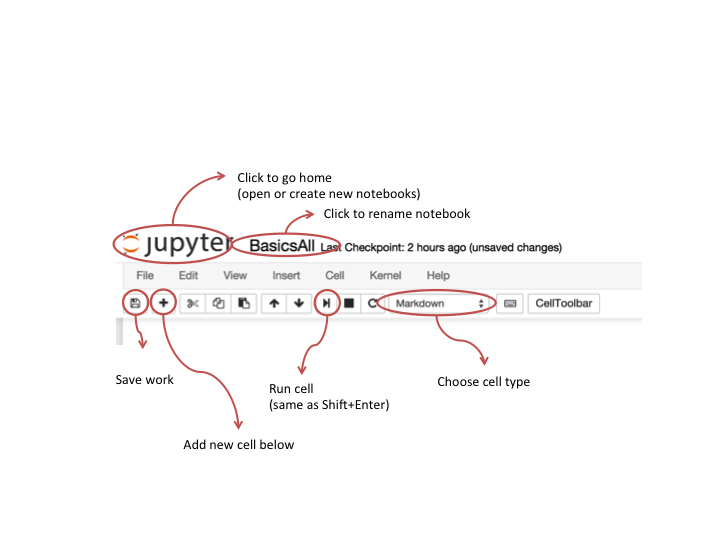 Click to go home
(open or create new notebooks)
Click to rename notebook
jupyter BasicsAll Last Checkpoint: 2 hours ago (unsaved changes)
File Edit View Insert Cell Kernel Help
Markdown CellToolbar
Save work
Run cell
(same as Shift+Enter)
Choose cell type
Add new cell below